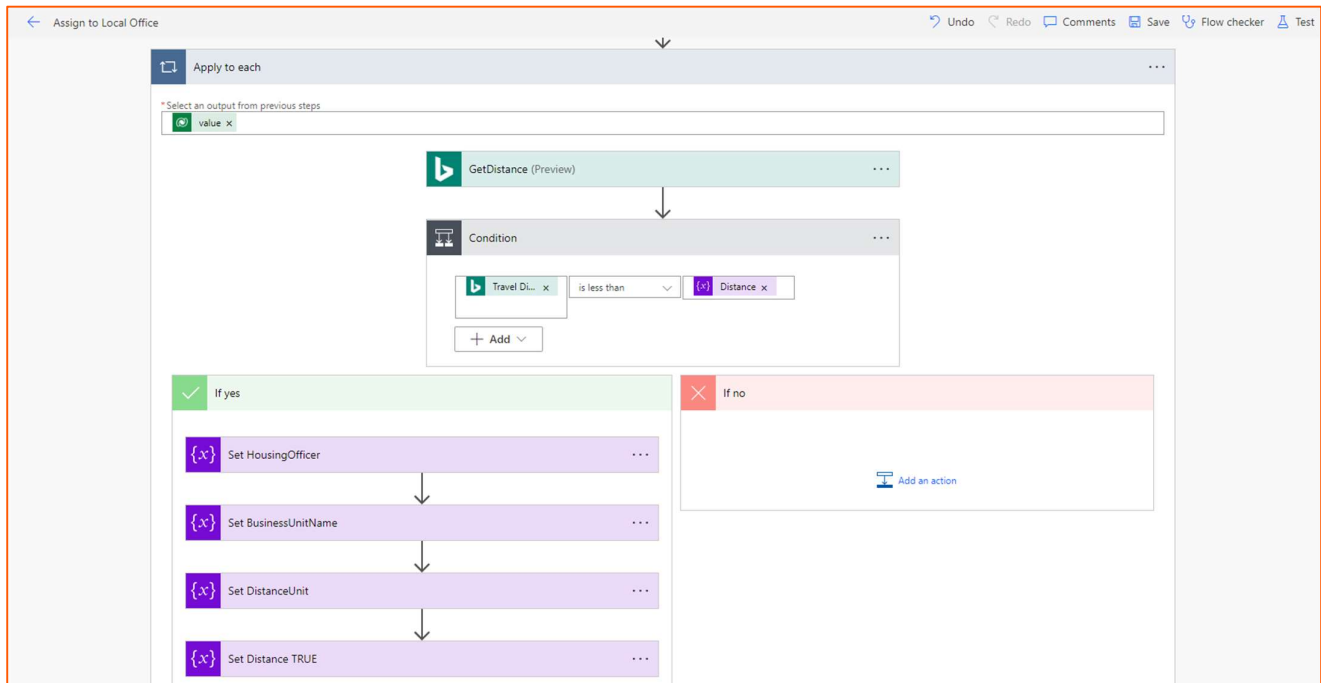 Assign to Local Office
Undo Redo Comments Save Flow checker Test
Apply to each
* Select an output from previous steps
value
GetDistance (Preview)
Condition
Travel Di... is less than {x} Distance
Add
If yes
If no
{x} Set HousingOfficer
Add an action
{x} Set BusinessUnitName
{x} Set DistanceUnit
{x} Set Distance TRUE